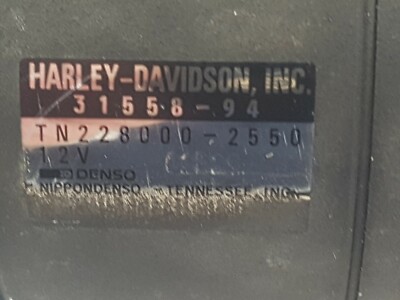 HARLEY-DAVIDSON, INC.
31558-94
TN228000-2550
12V
DENSO
NIPPONDENSO TENNESSEE, INC.